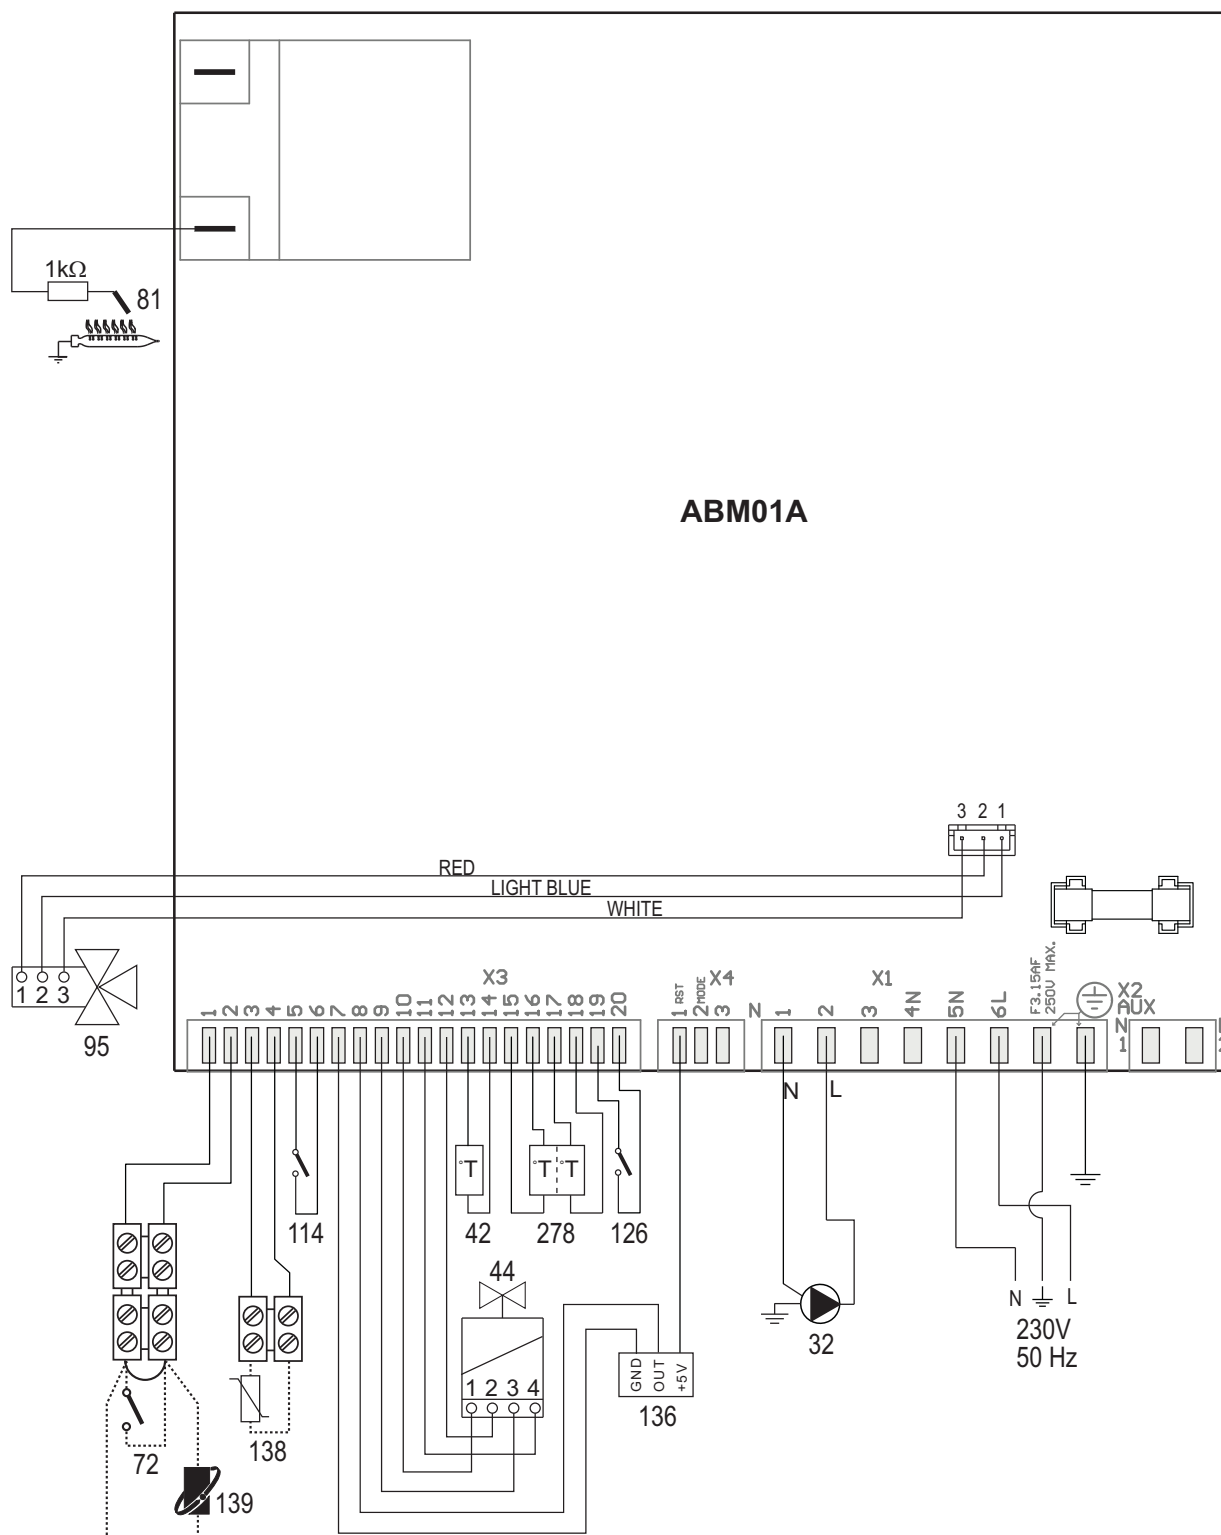 1kΩ
81
ABM01A
3 2 1
RED
LIGHT BLUE
WHITE
1 2 3
95
X3
1 2 3 4 5 6 7 8 9 10 11 12 13 14 15 16 17 18 19 20
X4
1 RST 2 MODE 3
X1
N 1 2 3 4N 5N 6L
F3.15AF
250V MAX.
X2
AUX
N
1
N
L
°T
°T °T
114
42
278
126
44
1 2 3 4
GND
OUT
+5V
136
32
N
L
230V
50 Hz
72
138
139